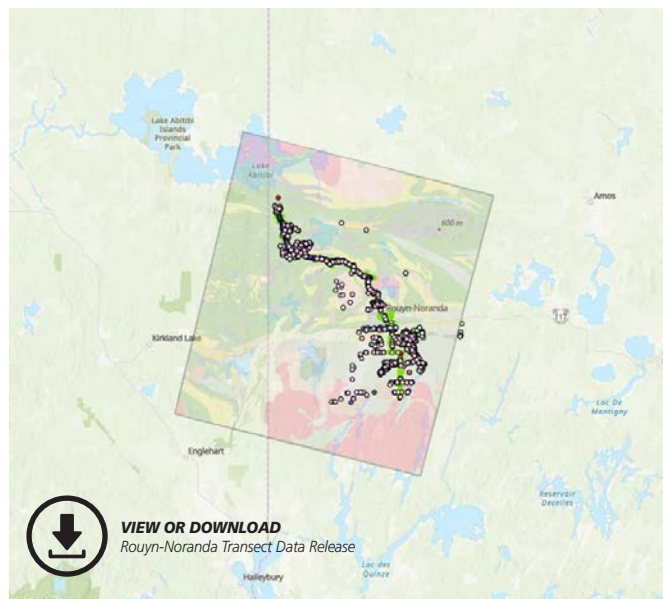 Lake Abitibi
Islands
Provincial
Park
Lake
Abitibi
Amos
600 m
Rouyn-Noranda
117
Kirkland Lake
Lac De
Montigny
Englehart
Reservoir
Decelles
VIEW OR DOWNLOAD
Rouyn-Noranda Transect Data Release
Lac des
Quinze
Haileybury